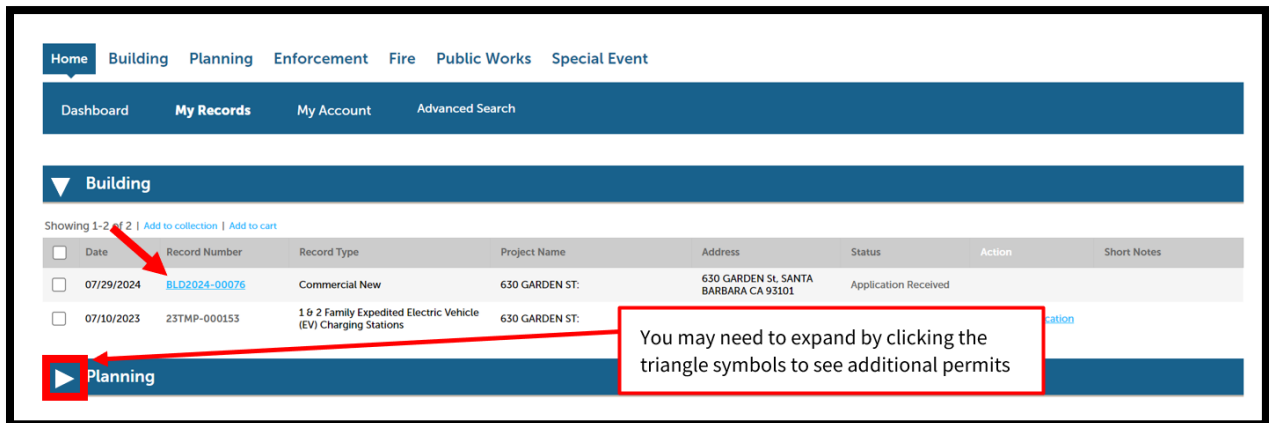 Home Building Planning Enforcement Fire Public Works Special Event
Dashboard My Records My Account Advanced Search
Building
Showing 1-2 of 2 | Add to collection | Add to cart
Date Record Number Record Type Project Name Address Status Action Short Notes
07/29/2024 BLD2024-00076 Commercial New 630 GARDEN ST: 630 GARDEN St, SANTA
BARBARA CA 93101 Application Received
07/10/2023 23TMP-000153 1 & 2 Family Expedited Electric Vehicle
(EV) Charging Stations 630 GARDEN ST:
You may need to expand by clicking the
triangle symbols to see additional permits
Planning